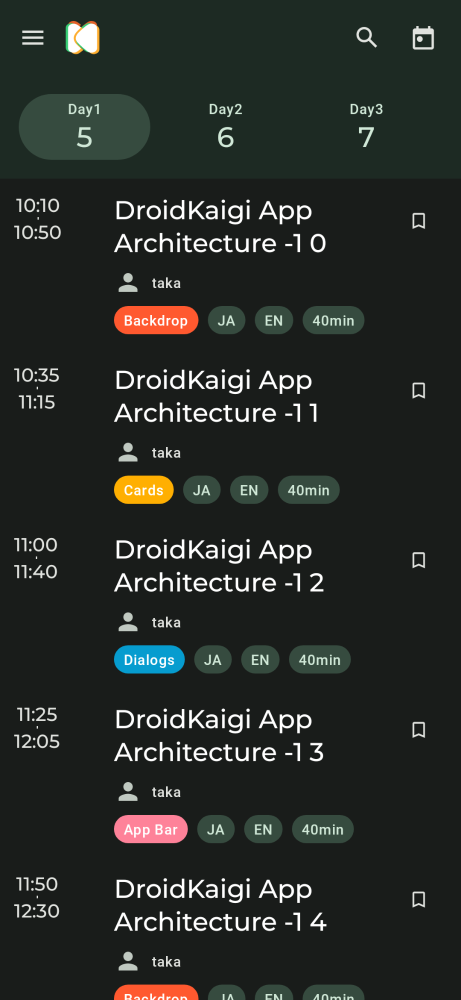 Day1
5
Day2
6
Day3
7
10:10
10:50
DroidKaigi App
Architecture -1 0
taka
Backdrop
JA
EN
40min
10:35
11:15
DroidKaigi App
Architecture -1 1
taka
Cards
JA
EN
40min
11:00
11:40
DroidKaigi App
Architecture -1 2
taka
Dialogs
JA
EN
40min
11:25
12:05
DroidKaigi App
Architecture -1 3
taka
App Bar
JA
EN
40min
11:50
12:30
DroidKaigi App
Architecture -1 4
taka
Backdrop
JA
EN
40min